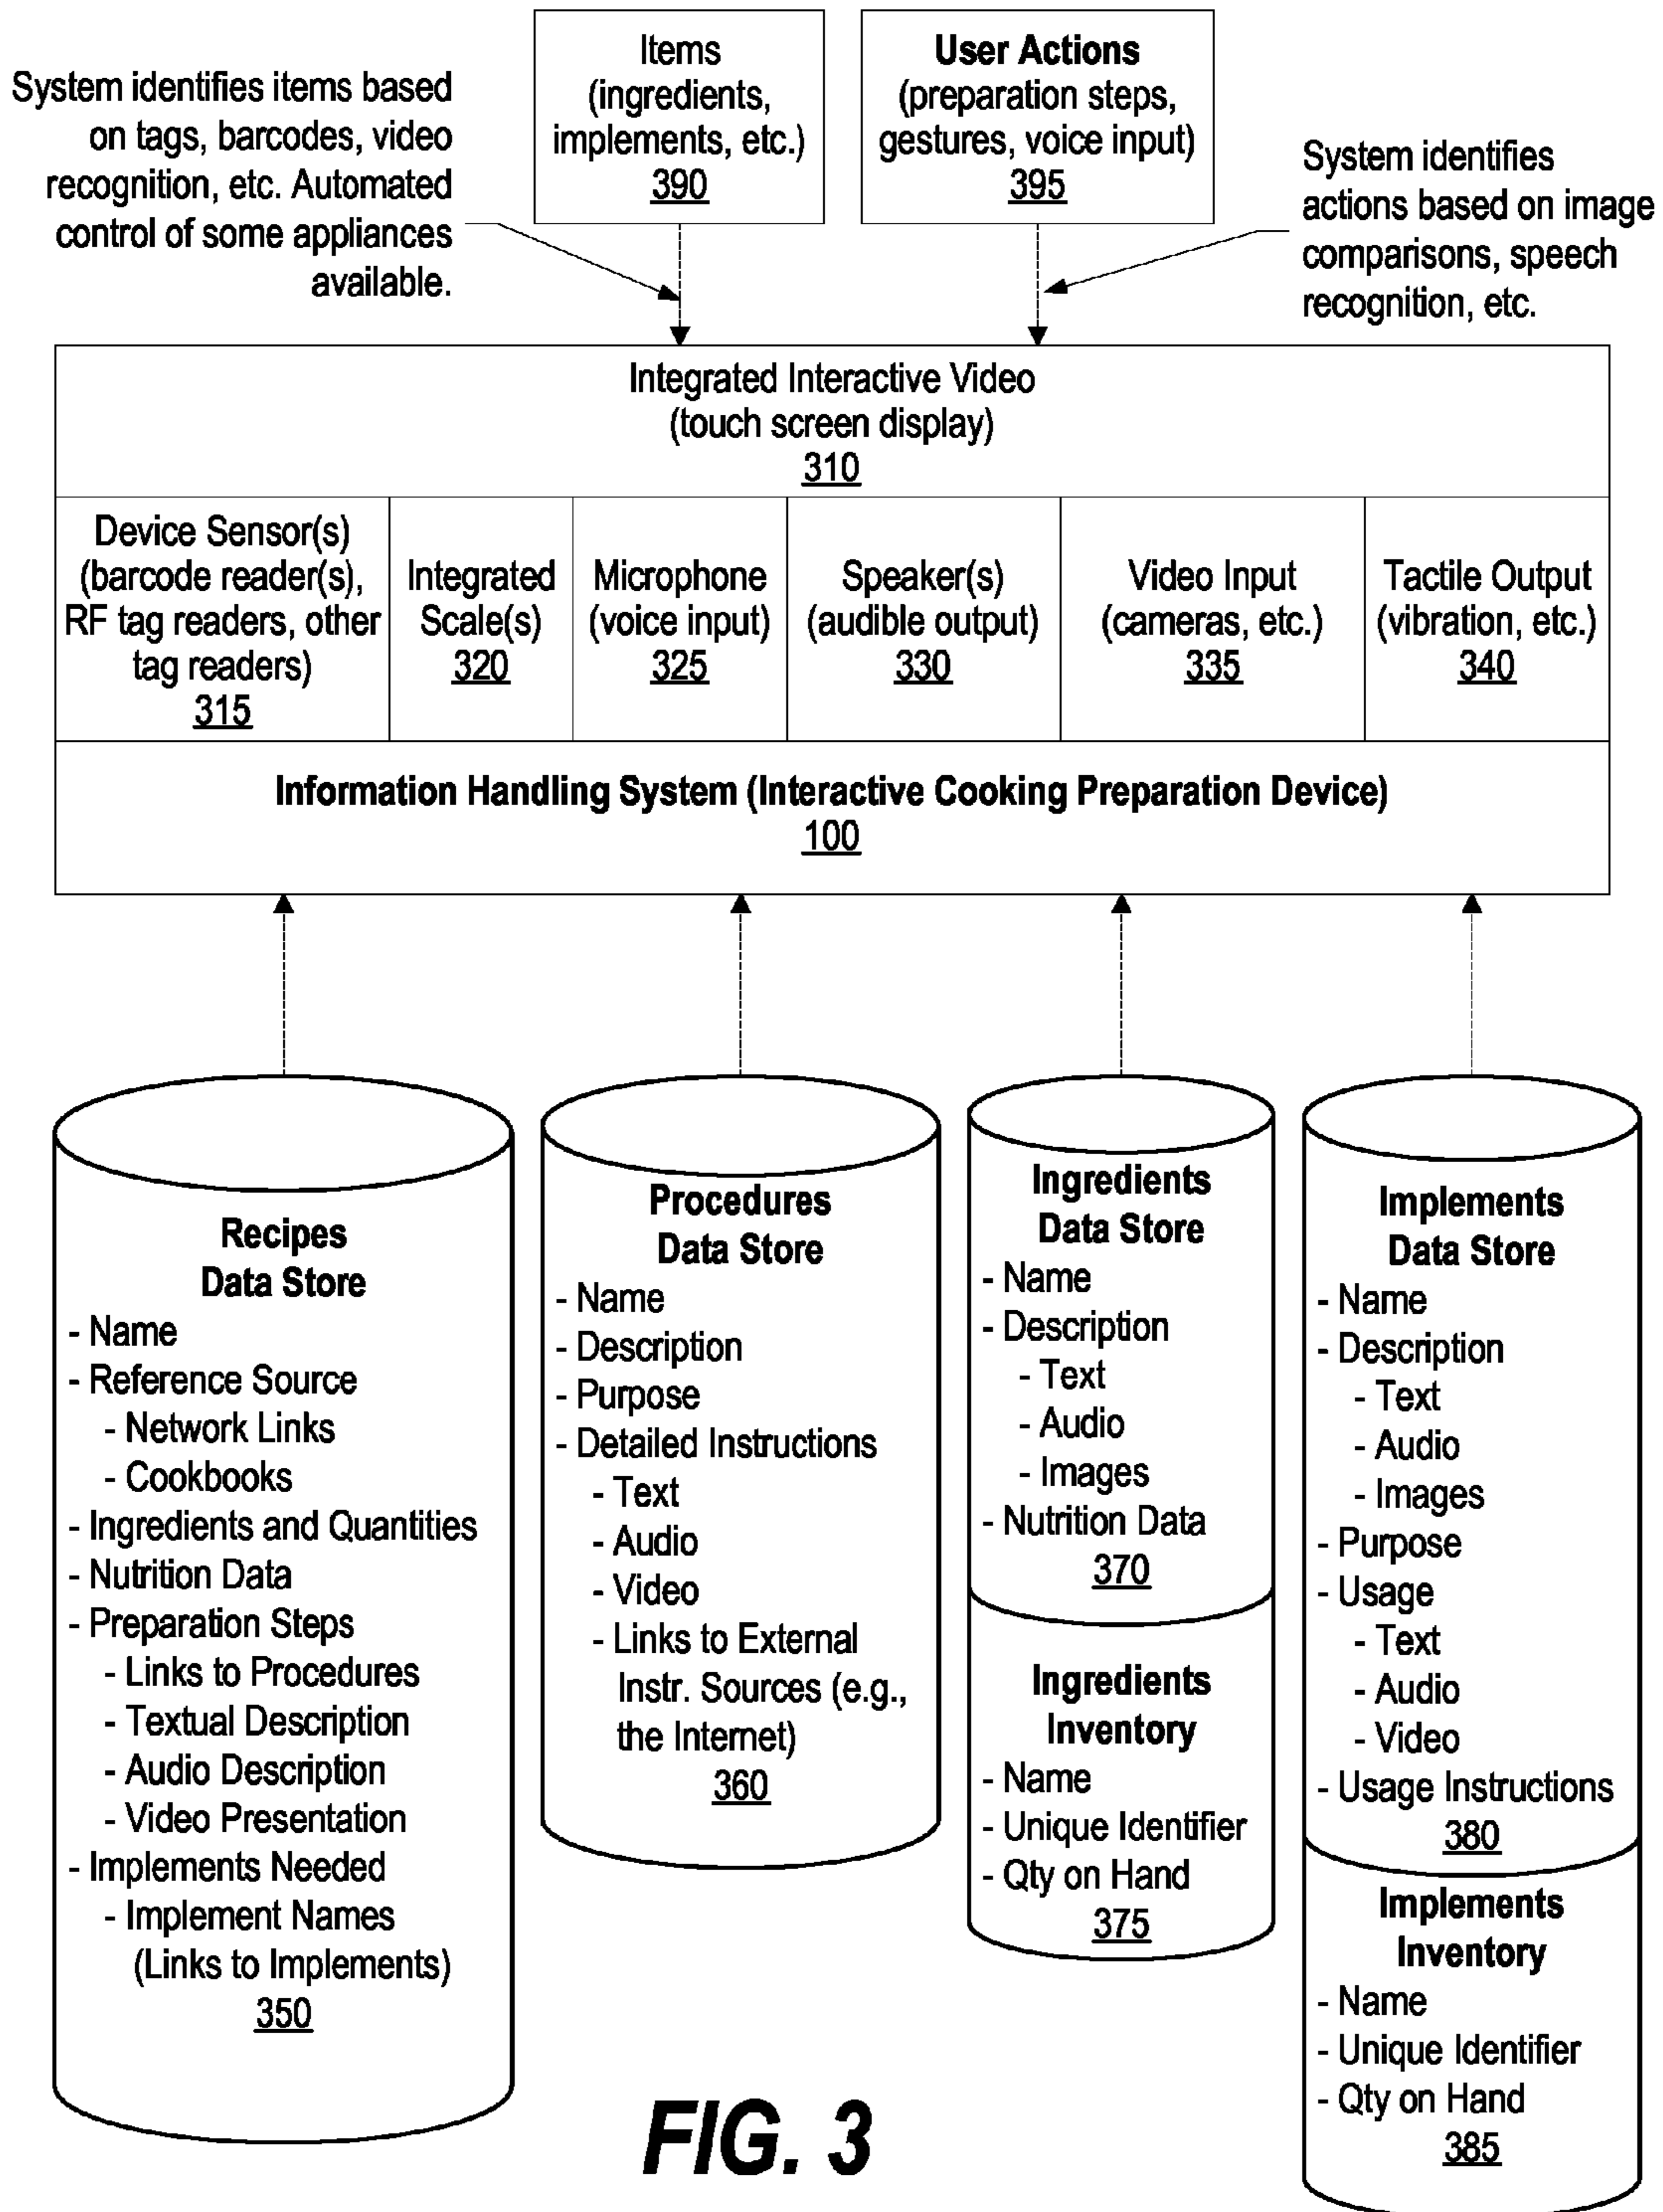 Items
(ingredients,
implements, etc.)
390
User Actions
(preparation steps,
gestures, voice input)
395
System identifies items based
on tags, barcodes, video
recognition, etc. Automated
control of some appliances
available.
System identifies
actions based on image
comparisons, speech
recognition, etc.
Integrated Interactive Video
(touch screen display)
310
Device Sensor(s)
(barcode reader(s),
RF tag readers, other
tag readers)
315
Integrated
Scale(s)
320
Microphone
(voice input)
325
Speaker(s)
(audible output)
330
Video Input
(cameras, etc.)
335
Tactile Output
(vibration, etc.)
340
Information Handling System (Interactive Cooking Preparation Device)
100
Recipes
Data Store
- Name
- Reference Source
- Network Links
- Cookbooks
- Ingredients and Quantities
- Nutrition Data
- Preparation Steps
- Links to Procedures
- Textual Description
- Audio Description
- Video Presentation
- Implements Needed
- Implement Names
(Links to Implements)
350
Procedures
Data Store
- Name
- Description
- Purpose
- Detailed Instructions
- Text
- Audio
- Video
- Links to External
Instr. Sources (e.g.,
the Internet)
360
Ingredients
Data Store
- Name
- Description
- Text
- Audio
- Images
- Nutrition Data
370
Ingredients
Inventory
- Name
- Unique Identifier
- Qty on Hand
375
Implements
Data Store
- Name
- Description
- Text
- Audio
- Images
- Purpose
- Usage
- Text
- Audio
- Video
- Usage Instructions
380
Implements
Inventory
- Name
- Unique Identifier
- Qty on Hand
385
FIG. 3